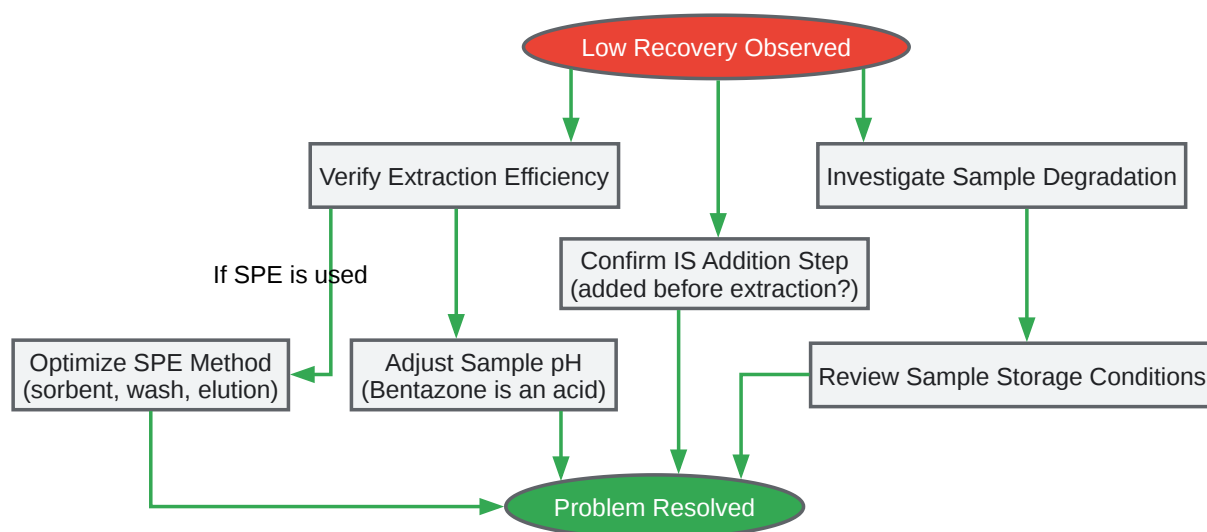 Low Recovery Observed
Verify Extraction Efficiency
Investigate Sample Degradation
If SPE is used
Confirm IS Addition Step
(added before extraction?)
Optimize SPE Method
(sorbent, wash, elution)
Adjust Sample pH
(Bentazone is an acid)
Review Sample Storage Conditions
Problem Resolved